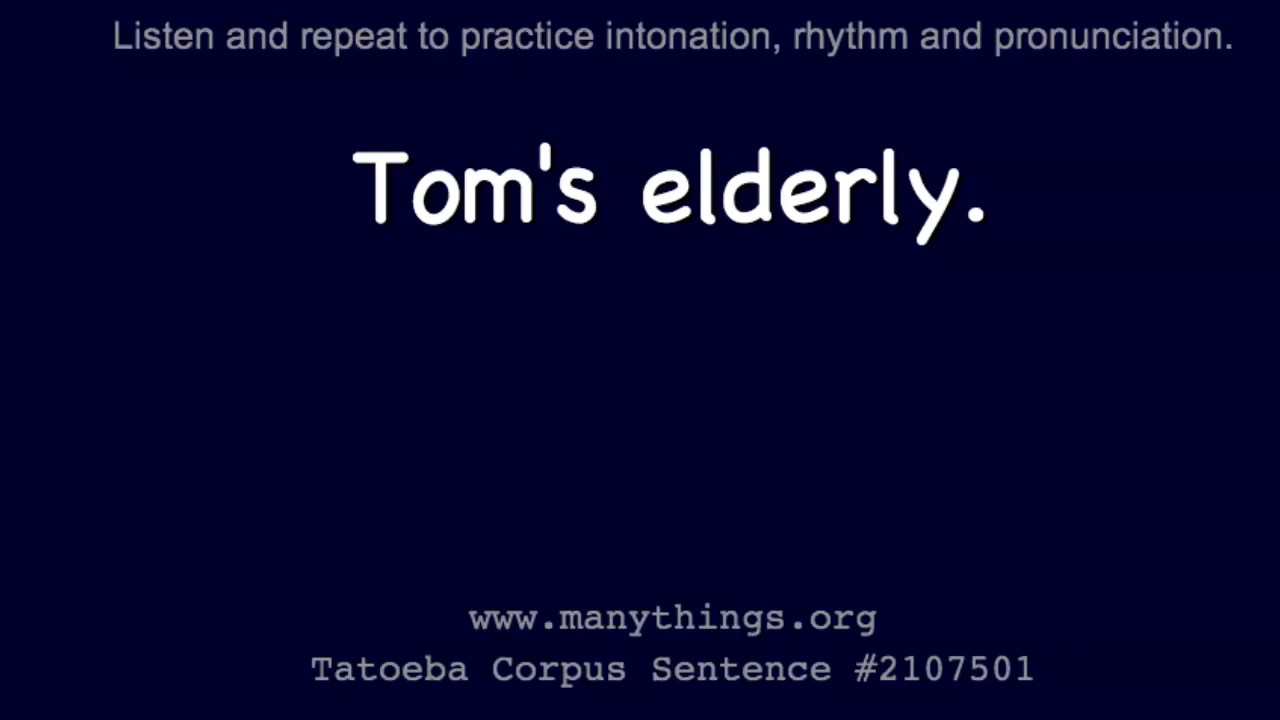 Listen and repeat to practice intonation, rhythm and pronunciation.
Tom's elderly.
www.manythings.org
Tatoeba Corpus Sentence #2107501